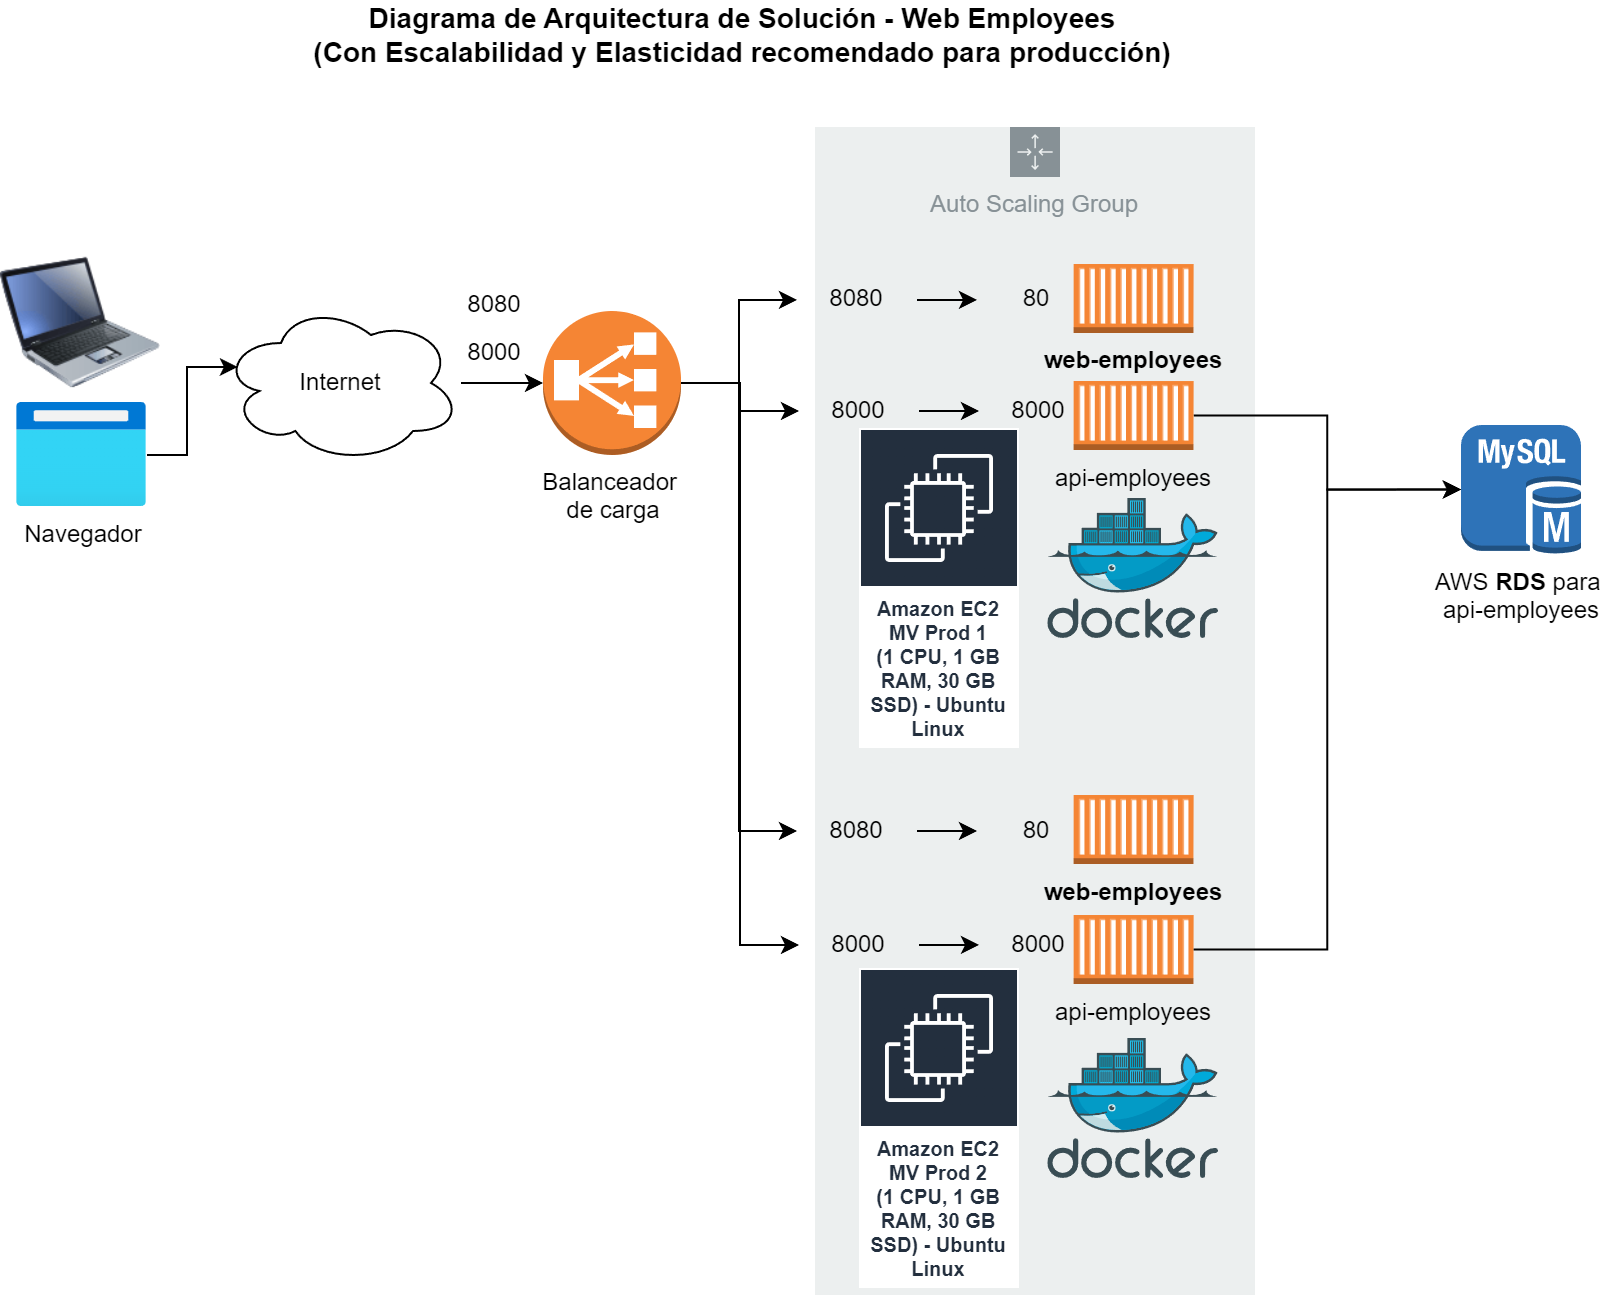 Diagrama de Arquitectura de Solución - Web Employees
(Con Escalabilidad y Elasticidad recomendado para producción)
Auto Scaling Group
8080
8000
Internet
Navegador
Balanceador
de carga
8080
80
web-employees
8000
8000
api-employees
docker
Amazon EC2
MV Prod 1
(1 CPU, 1 GB
RAM, 30 GB
SSD) - Ubuntu
Linux
MySQL
M
AWS RDS para
api-employees
8080
80
web-employees
8000
8000
api-employees
docker
Amazon EC2
MV Prod 2
(1 CPU, 1 GB
RAM, 30 GB
SSD) - Ubuntu
Linux